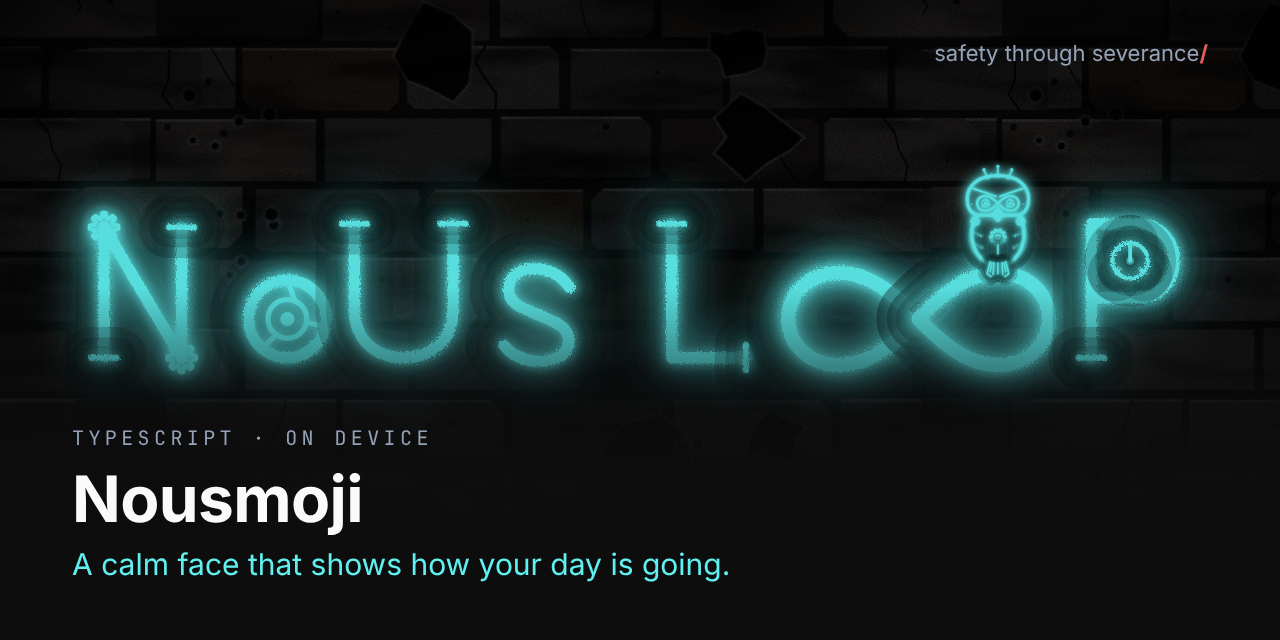 safety through severance/
NoUs LooP
TYPESCRIPT · ON DEVICE
Nousmoji
A calm face that shows how your day is going.